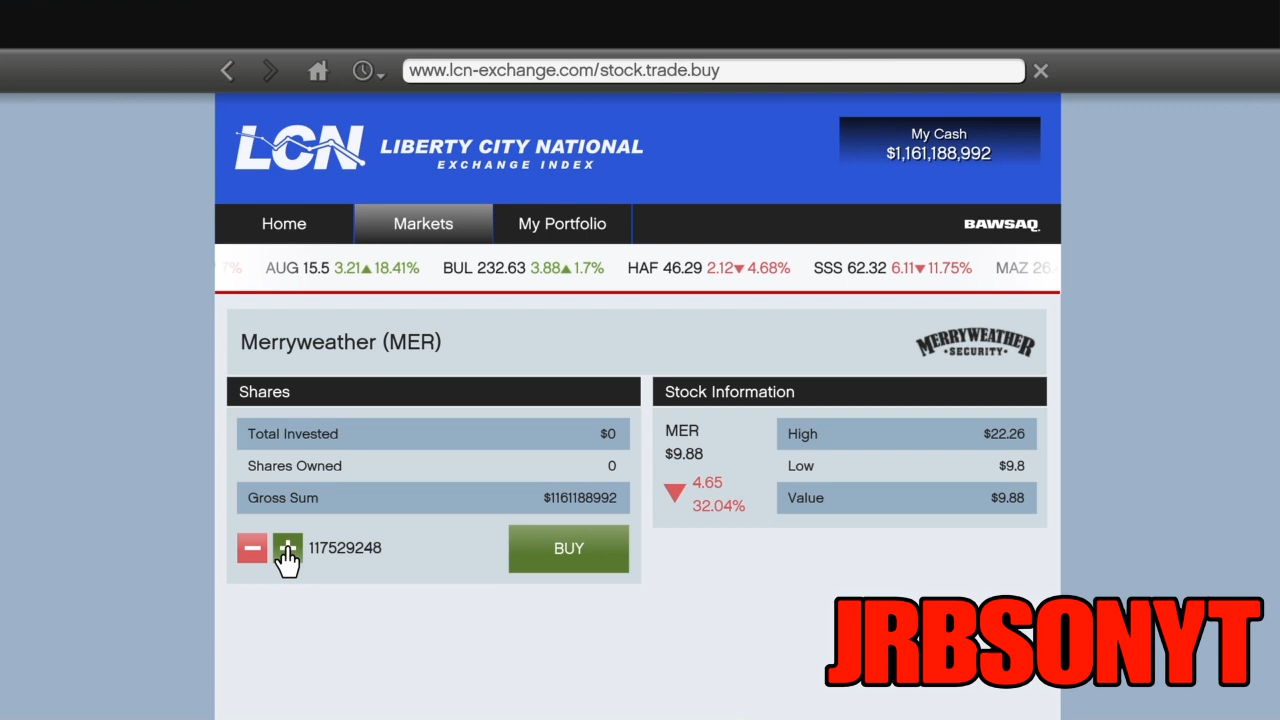 www.lcn-exchange.com/stock.trade.buy
LCN LIBERTY CITY NATIONAL
EXCHANGE INDEX
My Cash
$1,161,188,992
Home Markets My Portfolio BAWSAQ
7% AUG 15.5 3.21▲18.41% BUL 232.63 3.88▲1.7% HAF 46.29 2.12▼4.68% SSS 62.32 6.11▼11.75% MAZ 26.
Merryweather (MER)
MERRYWEATHER
•SECURITY•
Shares
Total Invested $0
Shares Owned 0
Gross Sum $1161188992
117529248 BUY
Stock Information
MER
$9.88
4.65
32.04%
High $22.26
Low $9.8
Value $9.88
JRBSONYT